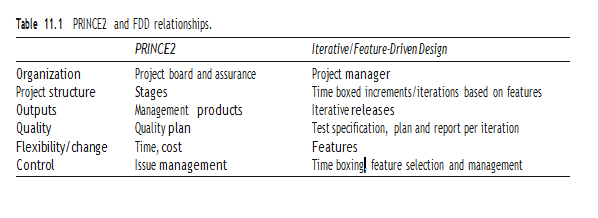 Table 11.1 PRINCE2 and FDD relationships.
PRINCE2 Iterative/Feature-Driven Design
Organization Project board and assurance Project manager
Project structure Stages Time boxed increments/iterations based on features
Outputs Management products Iterative releases
Quality Quality plan Test specification, plan and report per iteration
Flexibility/change Time, cost Features
Control Issue management Time boxing, feature selection and management